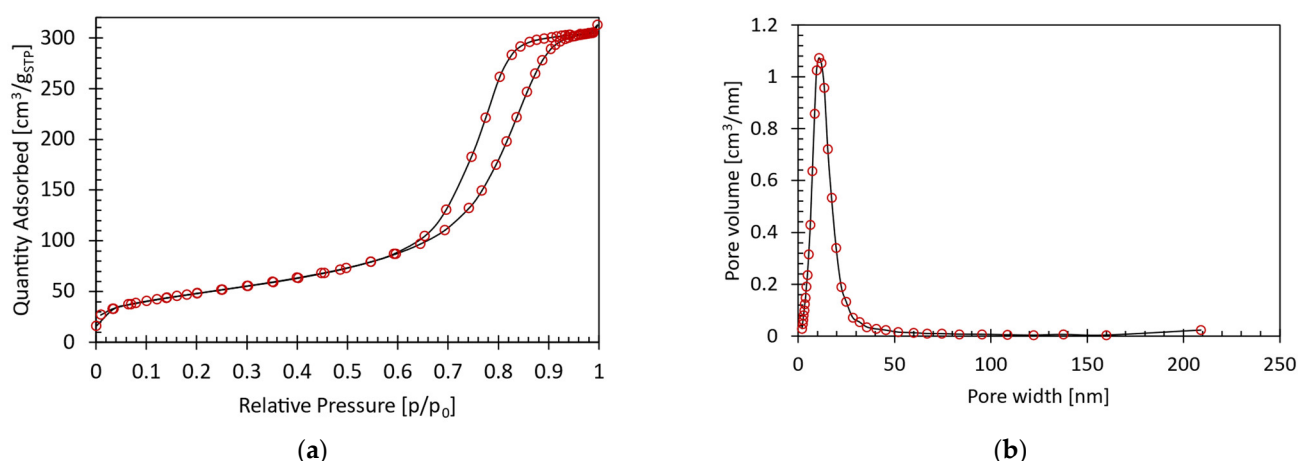 Quantity Adsorbed [cm³/g_STP]
300
250
200
150
100
50
0
0 0.1 0.2 0.3 0.4 0.5 0.6 0.7 0.8 0.9 1
Relative Pressure [p/p₀]
(a)
Pore volume [cm³/nm]
1.2
1
0.8
0.6
0.4
0.2
0
0 50 100 150 200 250
Pore width [nm]
(b)